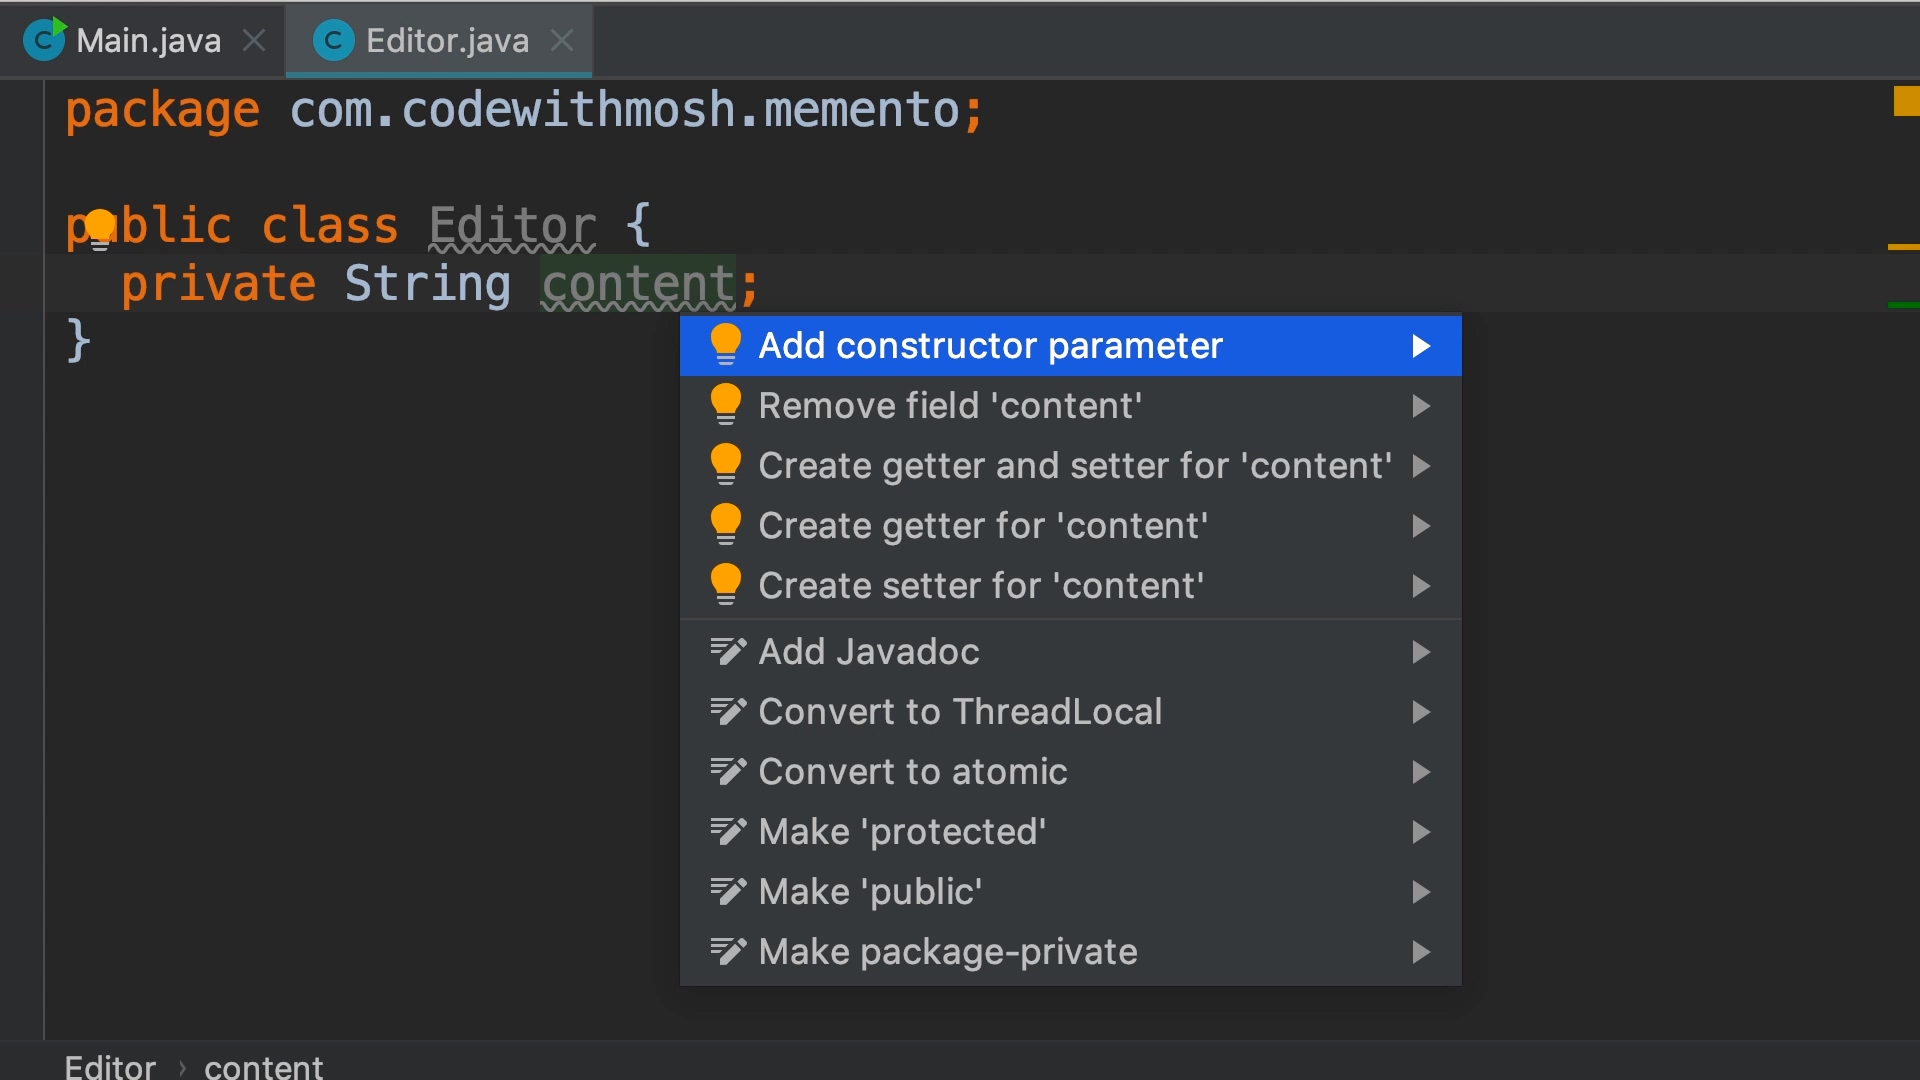 Main.java
Editor.java
package com.codewithmosh.memento;
public class Editor {
private String content;
}
Add constructor parameter
Remove field 'content'
Create getter and setter for 'content'
Create getter for 'content'
Create setter for 'content'
Add Javadoc
Convert to ThreadLocal
Convert to atomic
Make 'protected'
Make 'public'
Make package-private
Editor › content